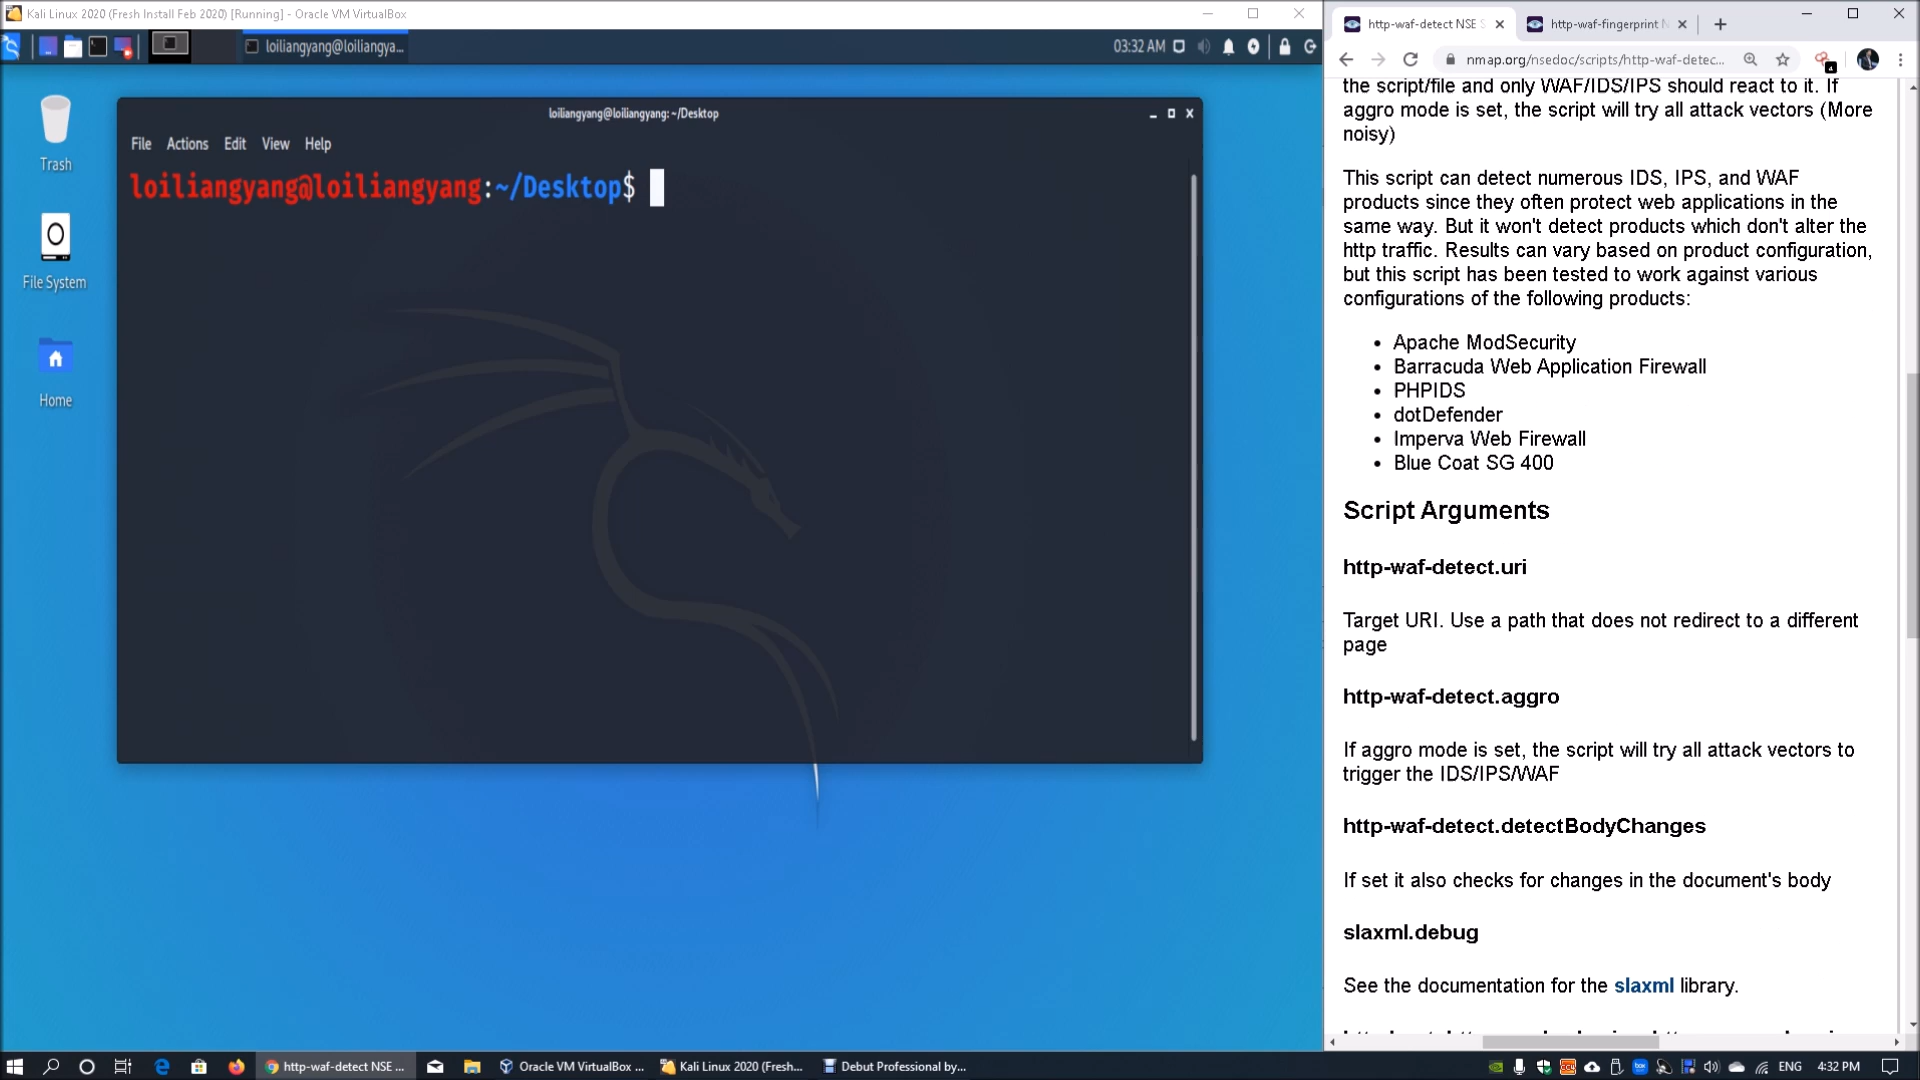 Kali Linux 2020 (Fresh Install Feb 2020) [Running] - Oracle VM VirtualBox
loiliangyang@loiliangya...
03:32 AM
Trash
File System
Home
loiliangyang@loiliangyang: ~/Desktop
File Actions Edit View Help
loiliangyang@loiliangyang:~/Desktop$
http-waf-detect NSE S
http-waf-fingerprint N
nmap.org/nsedoc/scripts/http-waf-detec...
the script/file and only WAF/IDS/IPS should react to it. If
aggro mode is set, the script will try all attack vectors (More
noisy)
This script can detect numerous IDS, IPS, and WAF
products since they often protect web applications in the
same way. But it won't detect products which don't alter the
http traffic. Results can vary based on product configuration,
but this script has been tested to work against various
configurations of the following products:
• Apache ModSecurity
• Barracuda Web Application Firewall
• PHPIDS
• dotDefender
• Imperva Web Firewall
• Blue Coat SG 400
Script Arguments
http-waf-detect.uri
Target URI. Use a path that does not redirect to a different
page
http-waf-detect.aggro
If aggro mode is set, the script will try all attack vectors to
trigger the IDS/IPS/WAF
http-waf-detect.detectBodyChanges
If set it also checks for changes in the document's body
slaxml.debug
See the documentation for the slaxml library.
http-waf-detect NSE ...
Oracle VM VirtualBox ...
Kali Linux 2020 (Fresh...
Debut Professional by...
ENG
4:32 PM